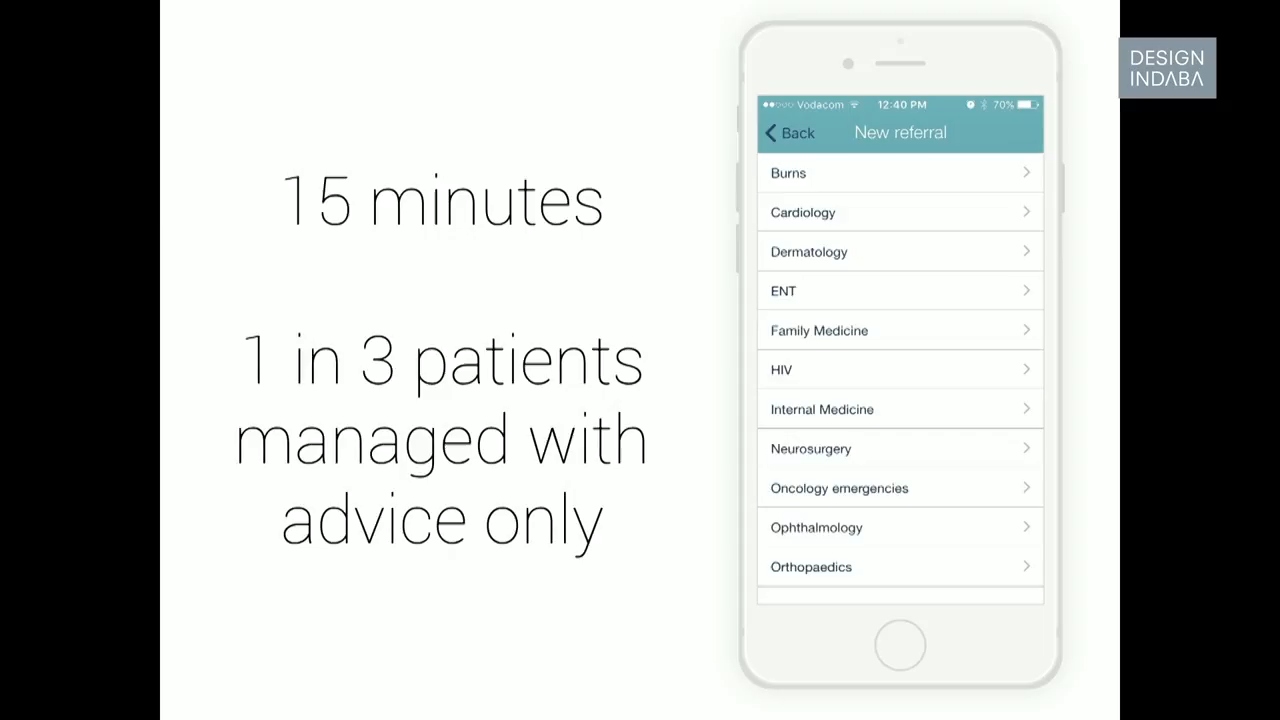 DESIGN
INDABA
15 minutes
1 in 3 patients
managed with
advice only
Vodacom 12:40 PM 70%
Back New referral
Burns
Cardiology
Dermatology
ENT
Family Medicine
HIV
Internal Medicine
Neurosurgery
Oncology emergencies
Ophthalmology
Orthopaedics